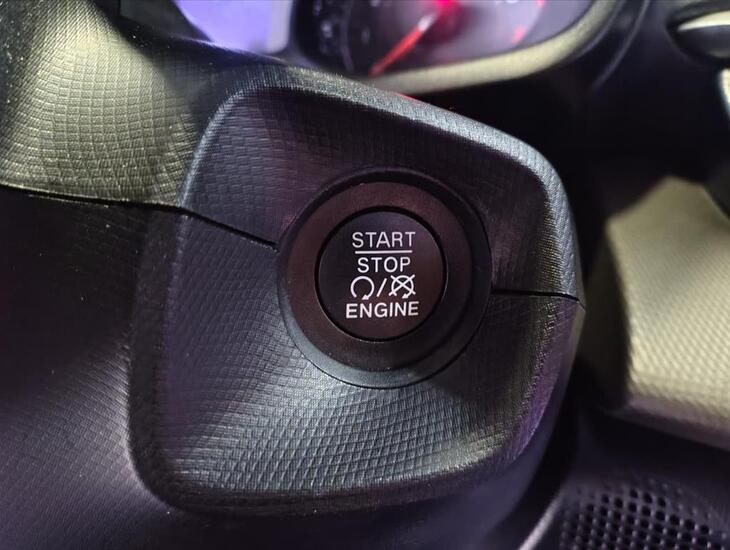 START
STOP
/
ENGINE